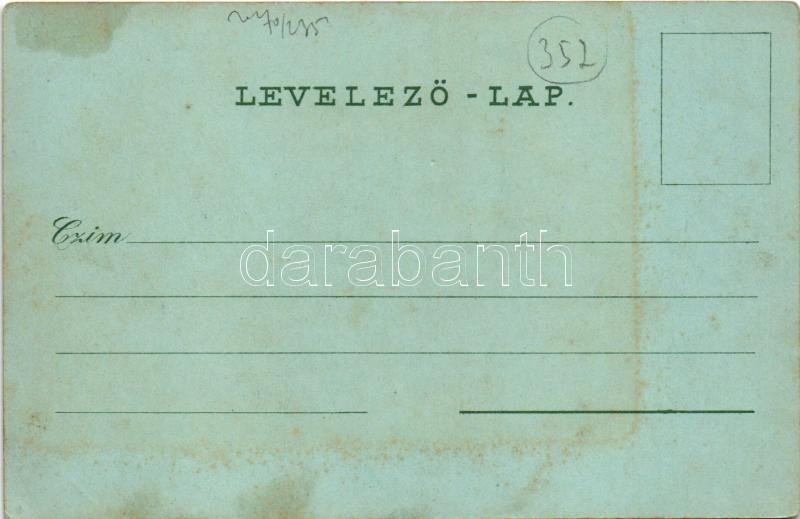 352
LEVELEZŐ - LAP.
Czim
darabanth